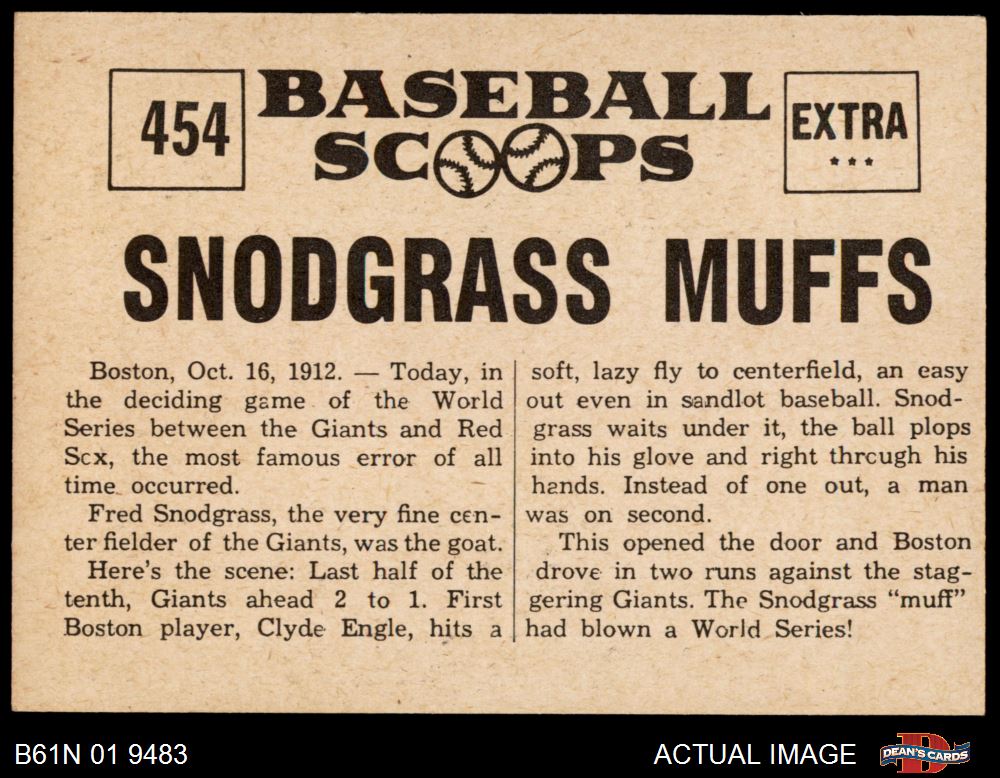 454
BASEBALL
SCOOPS
EXTRA
***
SNODGRASS MUFFS
Boston, Oct. 16, 1912. — Today, in
the deciding game of the World
Series between the Giants and Red
Sox, the most famous error of all
time occurred.
Fred Snodgrass, the very fine cen-
ter fielder of the Giants, was the goat.
Here's the scene: Last half of the
tenth, Giants ahead 2 to 1. First
Boston player, Clyde Engle, hits a
soft, lazy fly to centerfield, an easy
out even in sandlot baseball. Snod-
grass waits under it, the ball plops
into his glove and right through his
hands. Instead of one out, a man
was on second.
This opened the door and Boston
drove in two runs against the stag-
gering Giants. The Snodgrass "muff"
had blown a World Series!
B61N 01 9483
ACTUAL IMAGE
D
DEAN'S CARDS